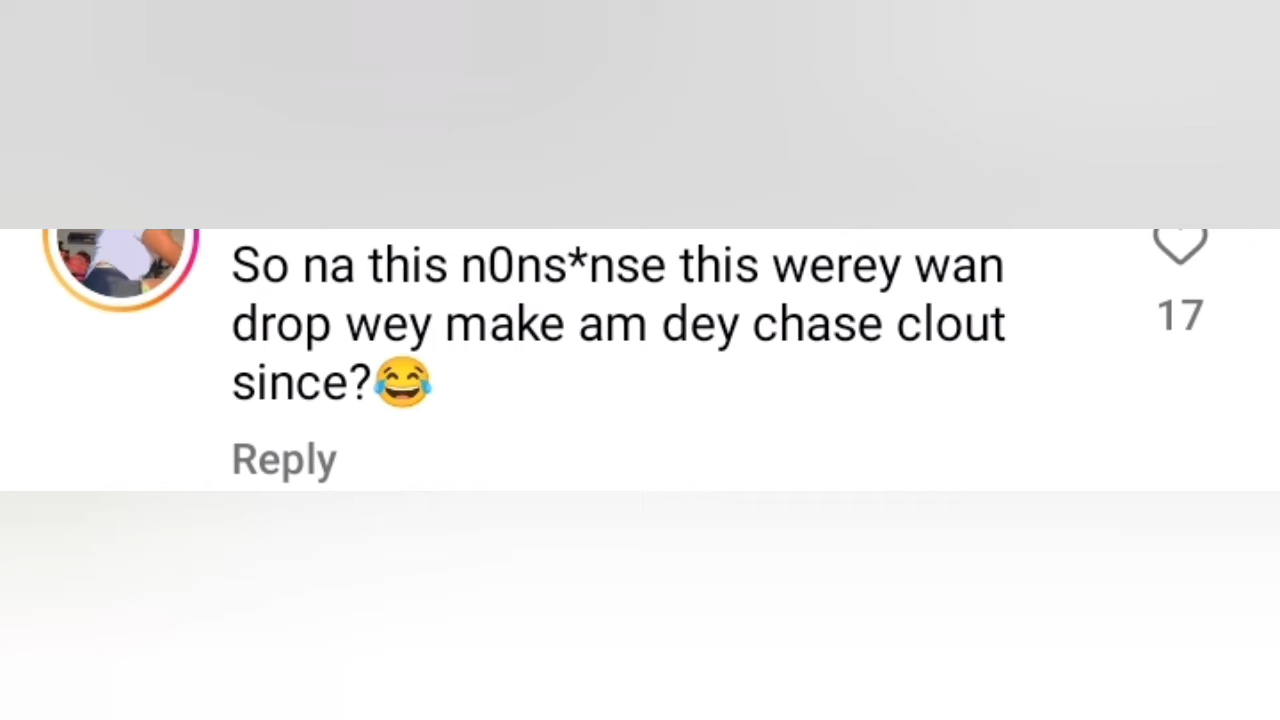 So na this n0ns*nse this werey wan
drop wey make am dey chase clout
since?😂
17
Reply